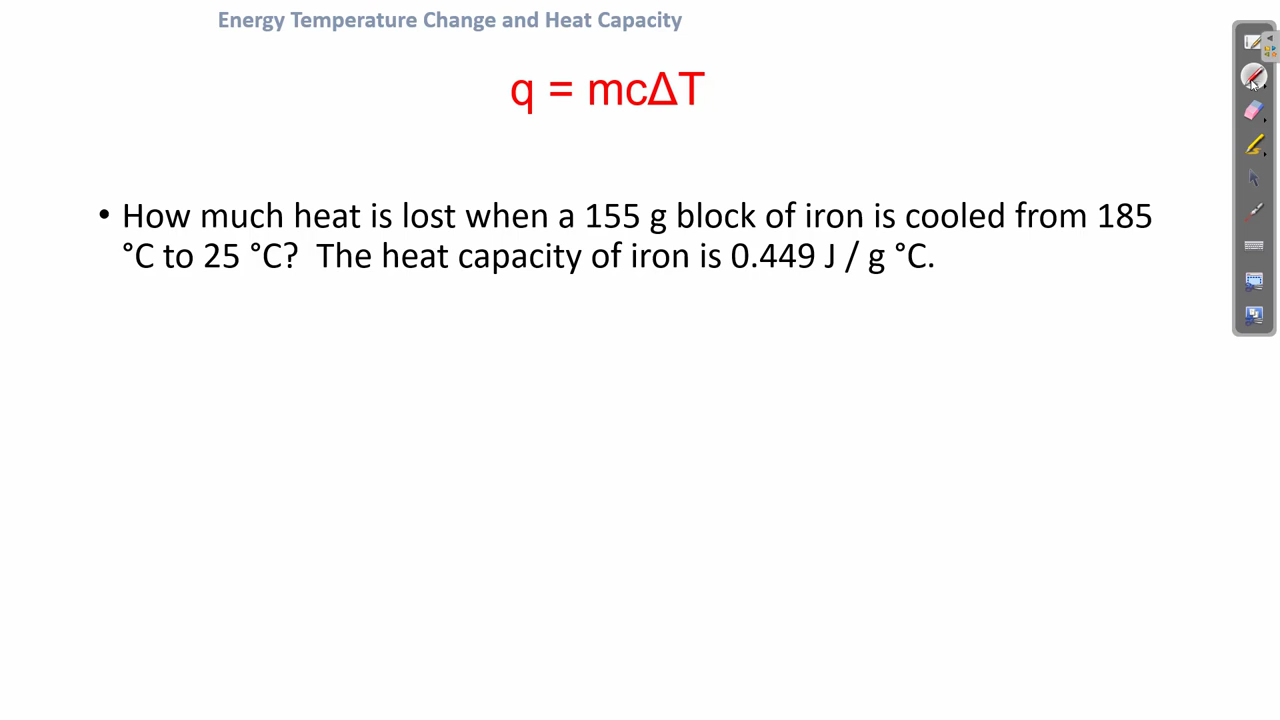 Energy Temperature Change and Heat Capacity
q = mcΔT
• How much heat is lost when a 155 g block of iron is cooled from 185
°C to 25 °C?  The heat capacity of iron is 0.449 J / g °C.